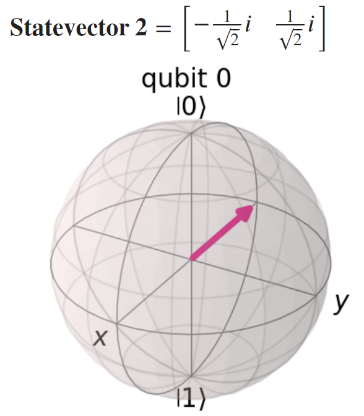 Statevector 2 = [-1/√2 i 1/√2 i]
qubit 0
|0⟩
y
x
|1⟩